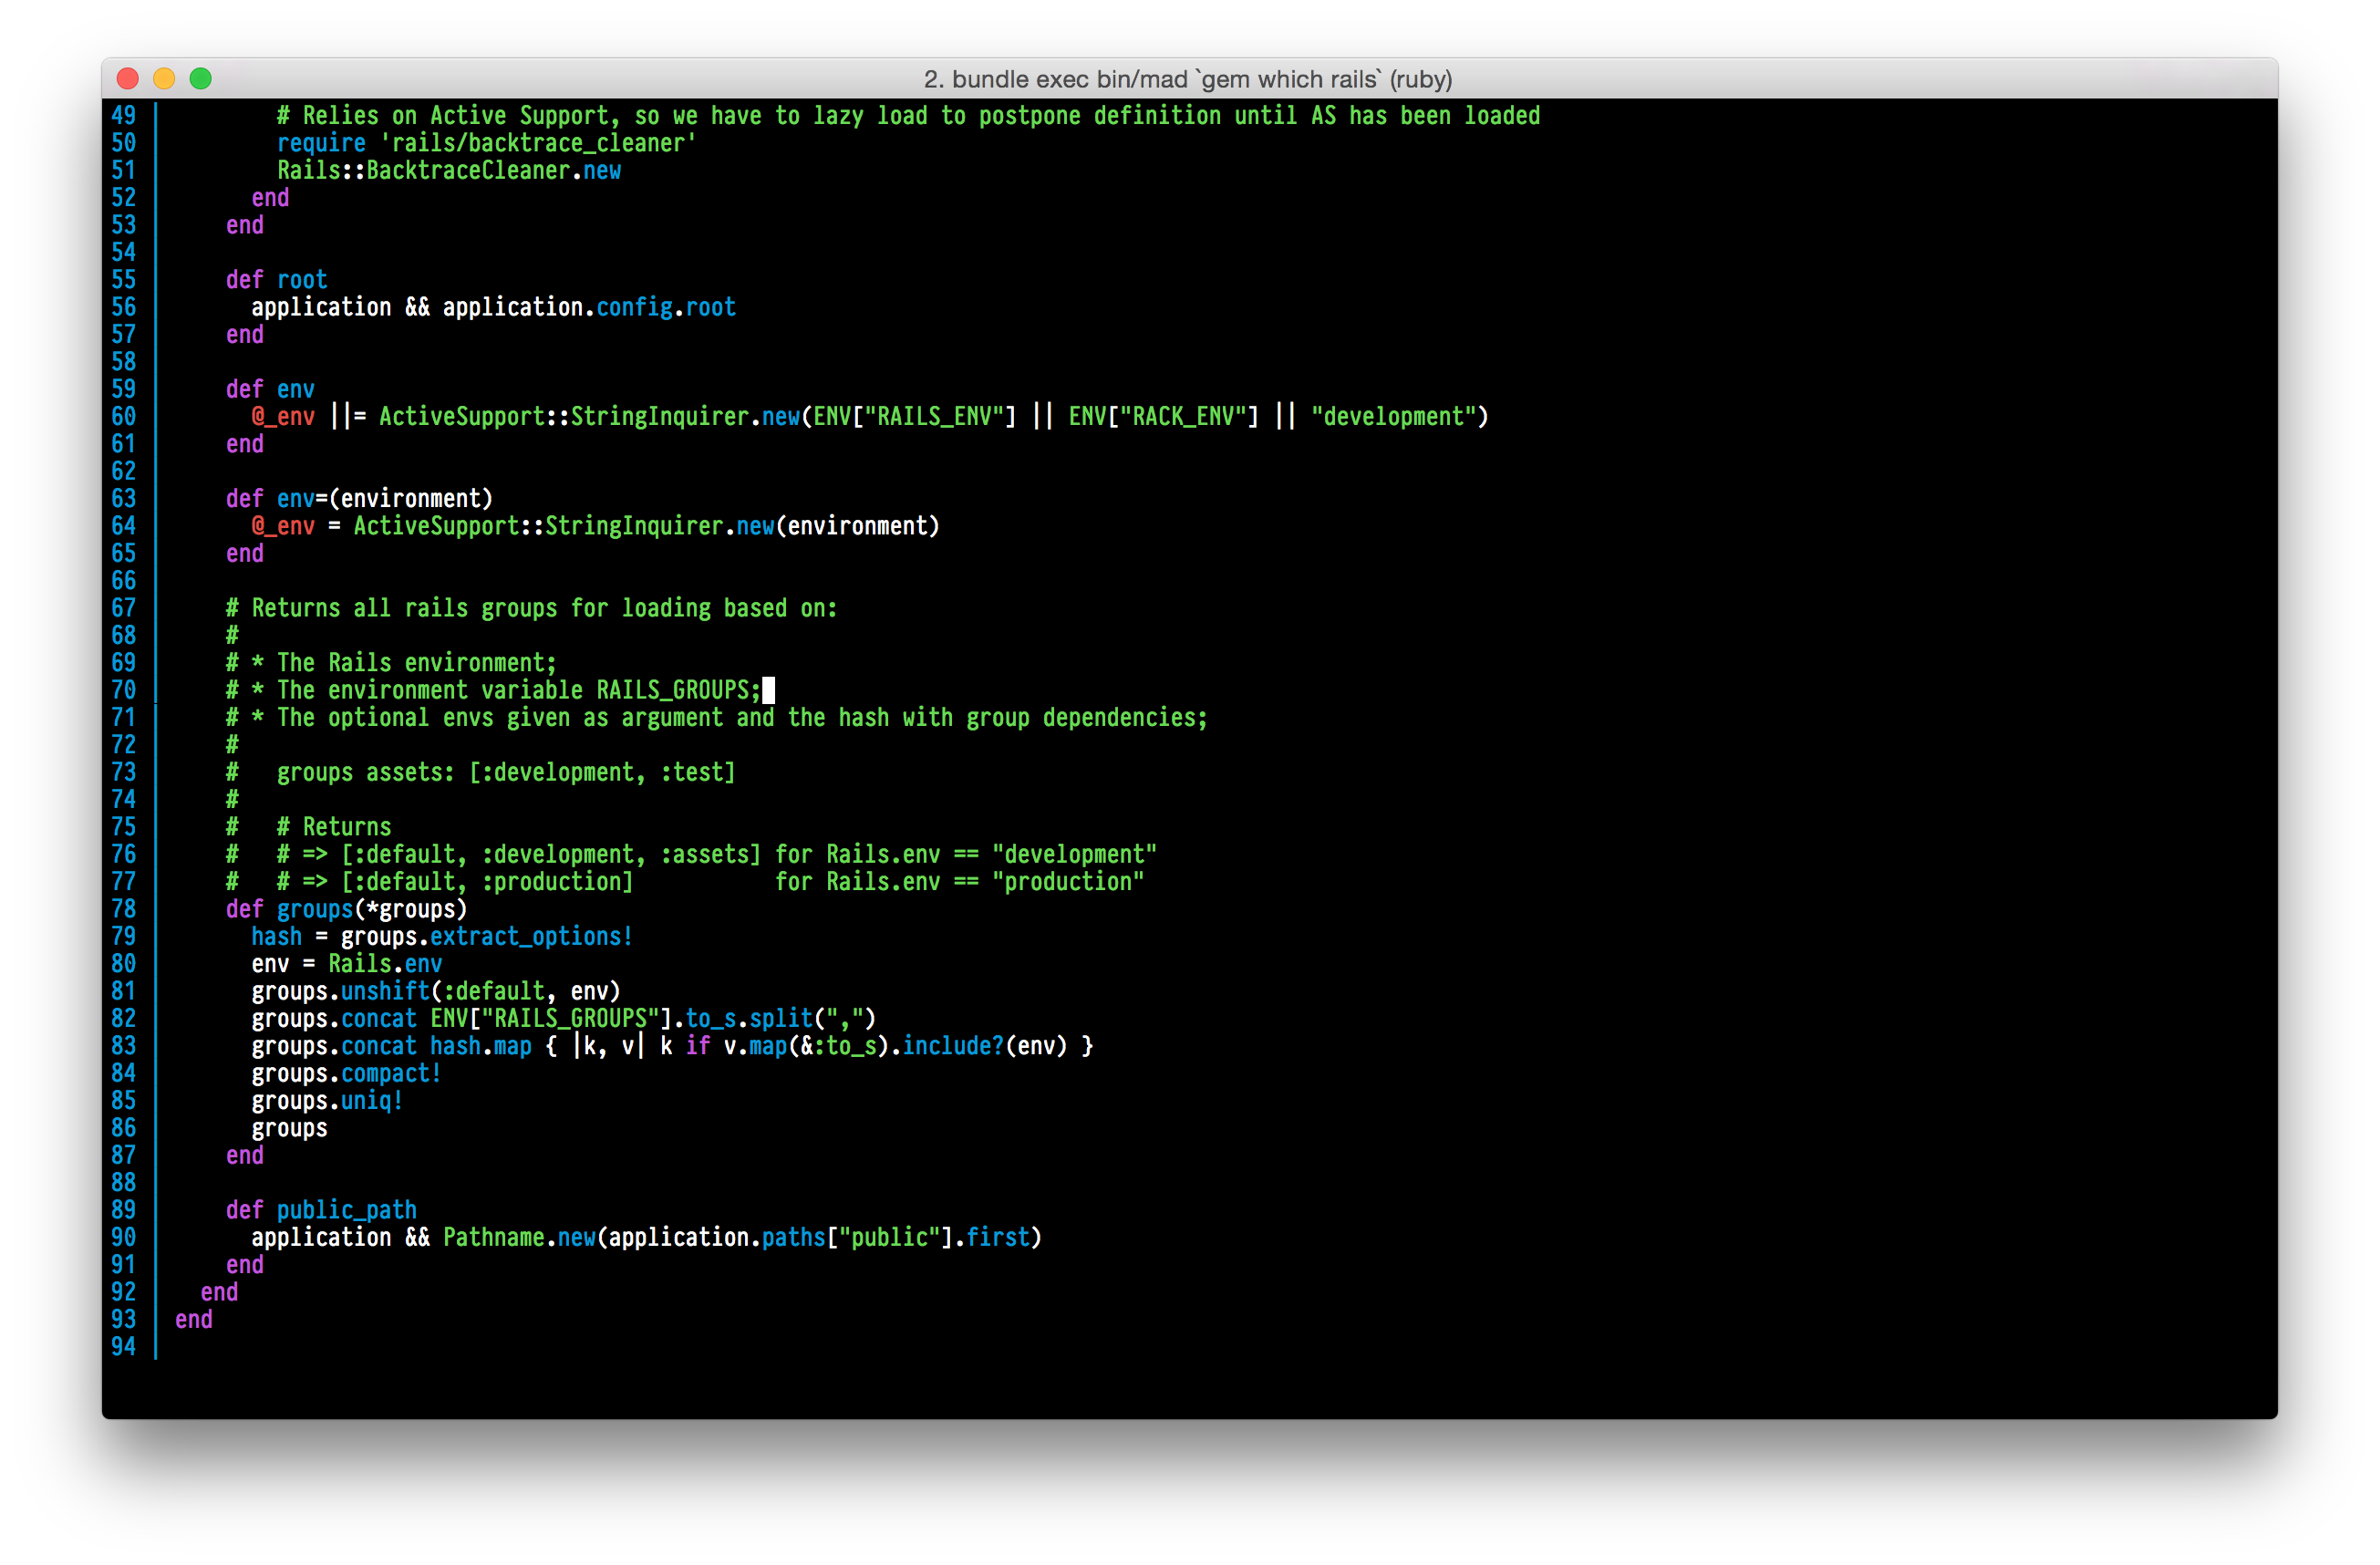 2. bundle exec bin/mad `gem which rails` (ruby)
49         # Relies on Active Support, so we have to lazy load to postpone definition until AS has been loaded
50         require 'rails/backtrace_cleaner'
51         Rails::BacktraceCleaner.new
52       end
53     end
54
55     def root
56       application && application.config.root
57     end
58
59     def env
60       @_env ||= ActiveSupport::StringInquirer.new(ENV["RAILS_ENV"] || ENV["RACK_ENV"] || "development")
61     end
62
63     def env=(environment)
64       @_env = ActiveSupport::StringInquirer.new(environment)
65     end
66
67     # Returns all rails groups for loading based on:
68     #
69     # * The Rails environment;
70     # * The environment variable RAILS_GROUPS;
71     # * The optional envs given as argument and the hash with group dependencies;
72     #
73     #   groups assets: [:development, :test]
74     #
75     #   # Returns
76     #   # => [:default, :development, :assets] for Rails.env == "development"
77     #   # => [:default, :production]           for Rails.env == "production"
78     def groups(*groups)
79       hash = groups.extract_options!
80       env = Rails.env
81       groups.unshift(:default, env)
82       groups.concat ENV["RAILS_GROUPS"].to_s.split(",")
83       groups.concat hash.map { |k, v| k if v.map(&:to_s).include?(env) }
84       groups.compact!
85       groups.uniq!
86       groups
87     end
88
89     def public_path
90       application && Pathname.new(application.paths["public"].first)
91     end
92   end
93 end
94